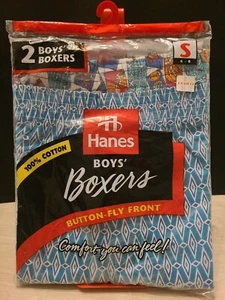 2 BOYS'
BOXERS
S
Hanes
100% COTTON
BOYS'
Boxers
BUTTON-FLY FRONT
Comfort you can feel!